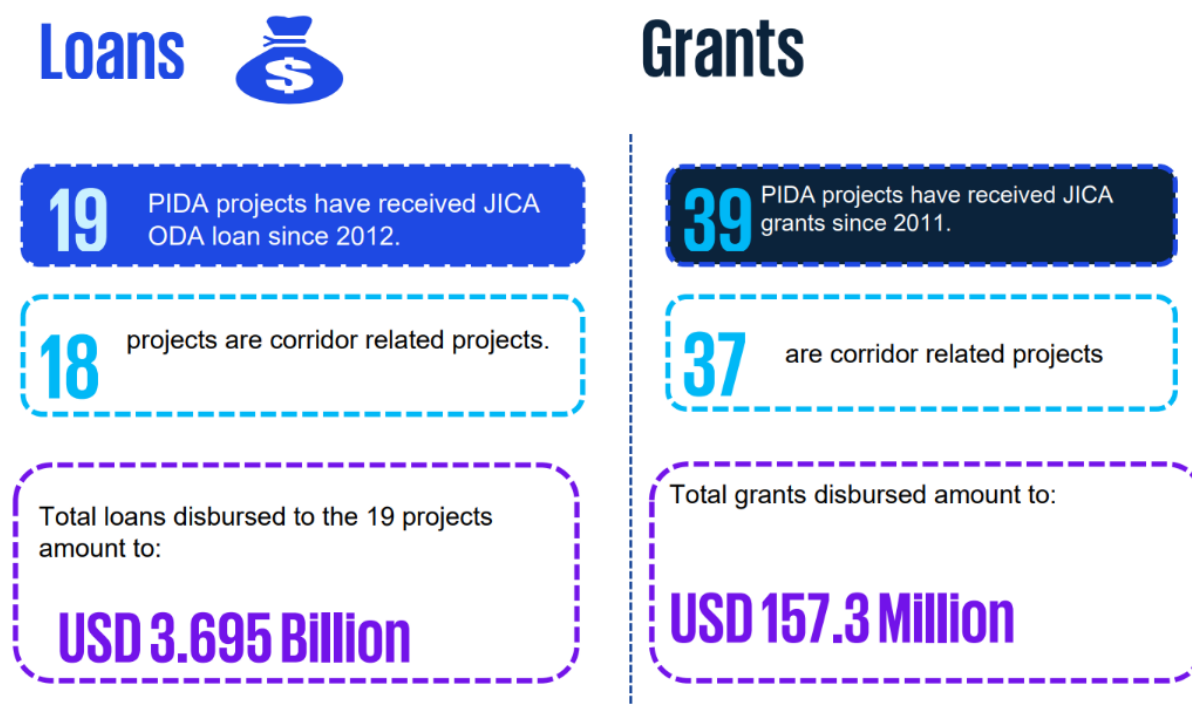 Loans
$
19
PIDA projects have received JICA
ODA loan since 2012.
18
projects are corridor related projects.
Total loans disbursed to the 19 projects
amount to:
USD 3.695 Billion
Grants
39
PIDA projects have received JICA
grants since 2011.
37
are corridor related projects
Total grants disbursed amount to:
USD 157.3 Million